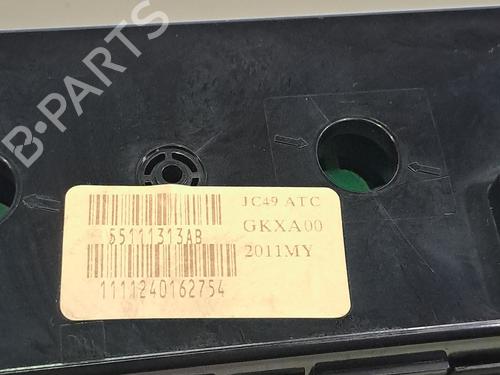 B-PARTS
JC49 ATC
GKXA00
2011MY
55111313AB
1111240162754